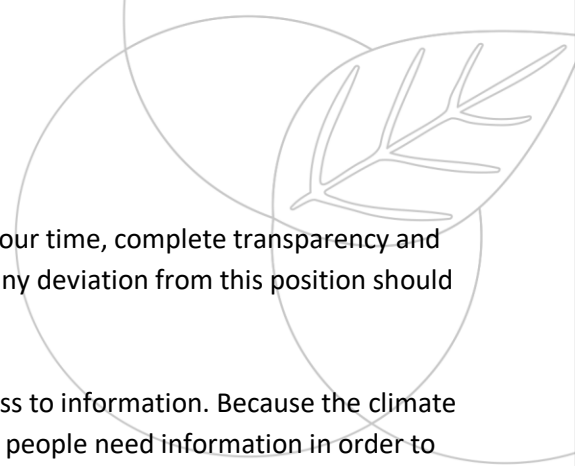 our time, complete transparency and
ny deviation from this position should
ss to information. Because the climate
people need information in order to